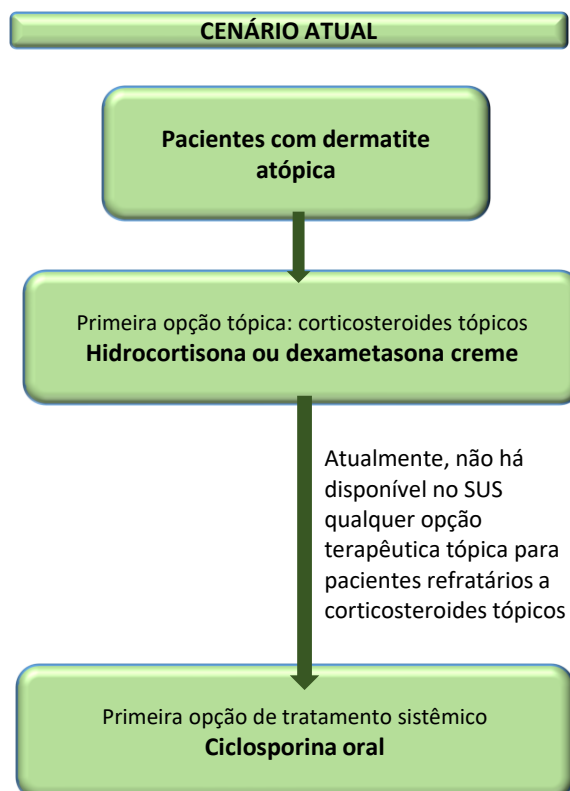 CENÁRIO ATUAL
Pacientes com dermatite
atópica
Primeira opção tópica: corticosteroides tópicos
Hidrocortisona ou dexametasona creme
Atualmente, não há
disponível no SUS
qualquer opção
terapêutica tópica para
pacientes refratários a
corticosteroides tópicos
Primeira opção de tratamento sistêmico
Ciclosporina oral